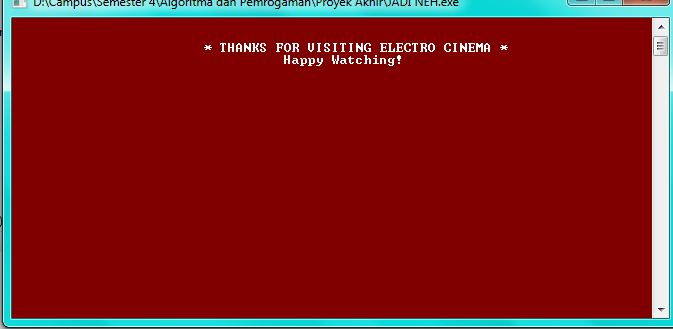 D:\Campus\Semester 4\Algoritma dan Pemrogaman\Proyek Akhir\JADI NEH.exe
* THANKS FOR VISITING ELECTRO CINEMA *
Happy Watching!